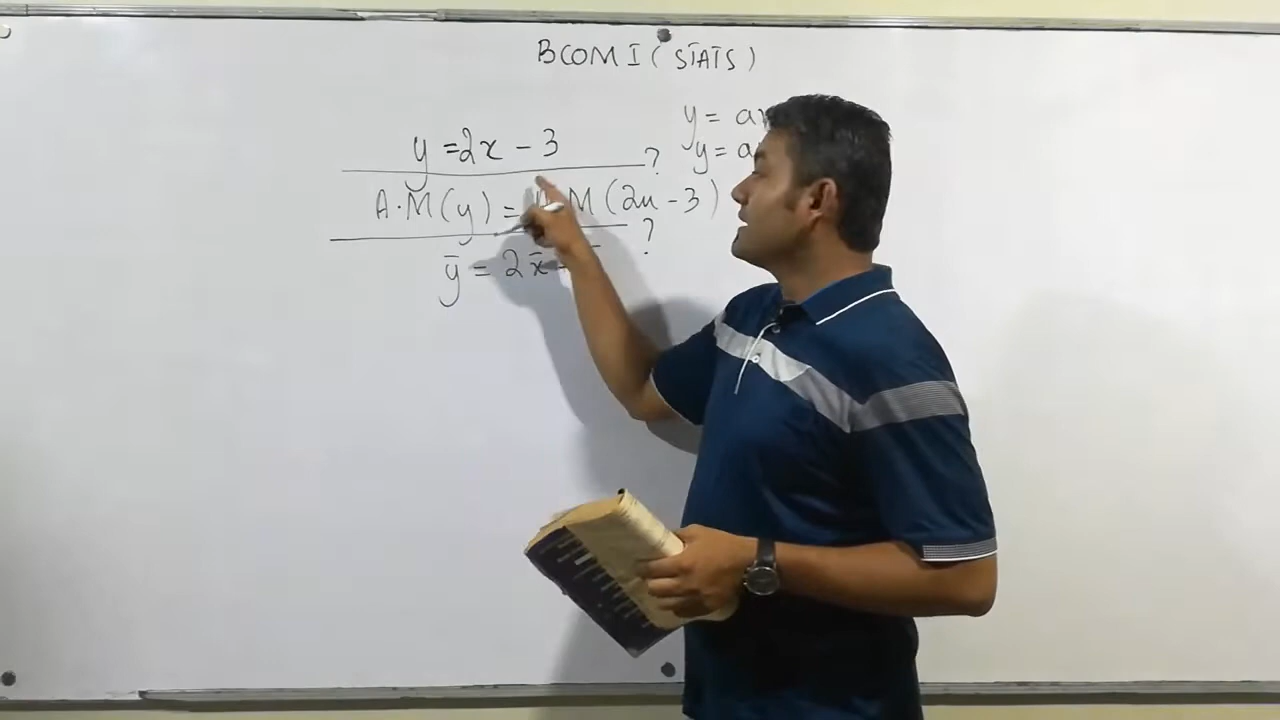 BCOM I (STATS)
y = 2x - 3 ?
A.M(y) = A.M(2x - 3)
?
ȳ = 2x̄ -
y = a
y = a